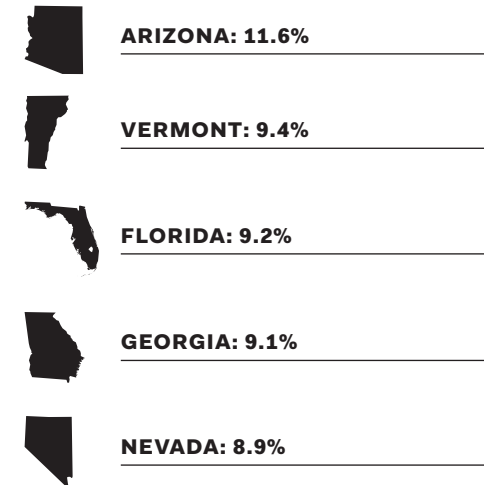 ARIZONA: 11.6%
VERMONT: 9.4%
FLORIDA: 9.2%
GEORGIA: 9.1%
NEVADA: 8.9%